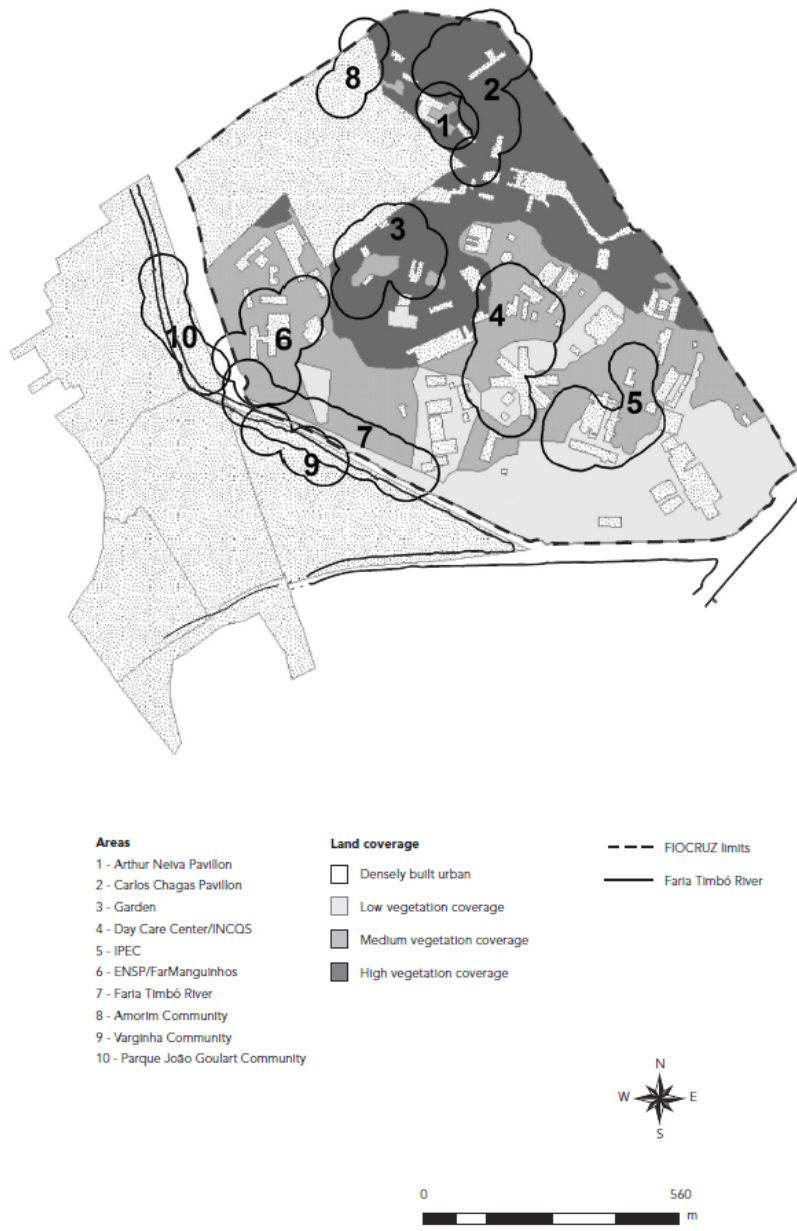 8
2
1
3
4
10
6
5
7
9
Areas
1 - Arthur Neiva Pavillon
2 - Carlos Chagas Pavillon
3 - Garden
4 - Day Care Center/INCQS
5 - IPEC
6 - ENSP/FarManguinhos
7 - Faria Timbó River
8 - Amorim Community
9 - Varginha Community
10 - Parque João Goulart Community
Land coverage
Densely built urban
Low vegetation coverage
Medium vegetation coverage
High vegetation coverage
FIOCRUZ limits
Faria Timbó River
N
W E
S
0 560
m